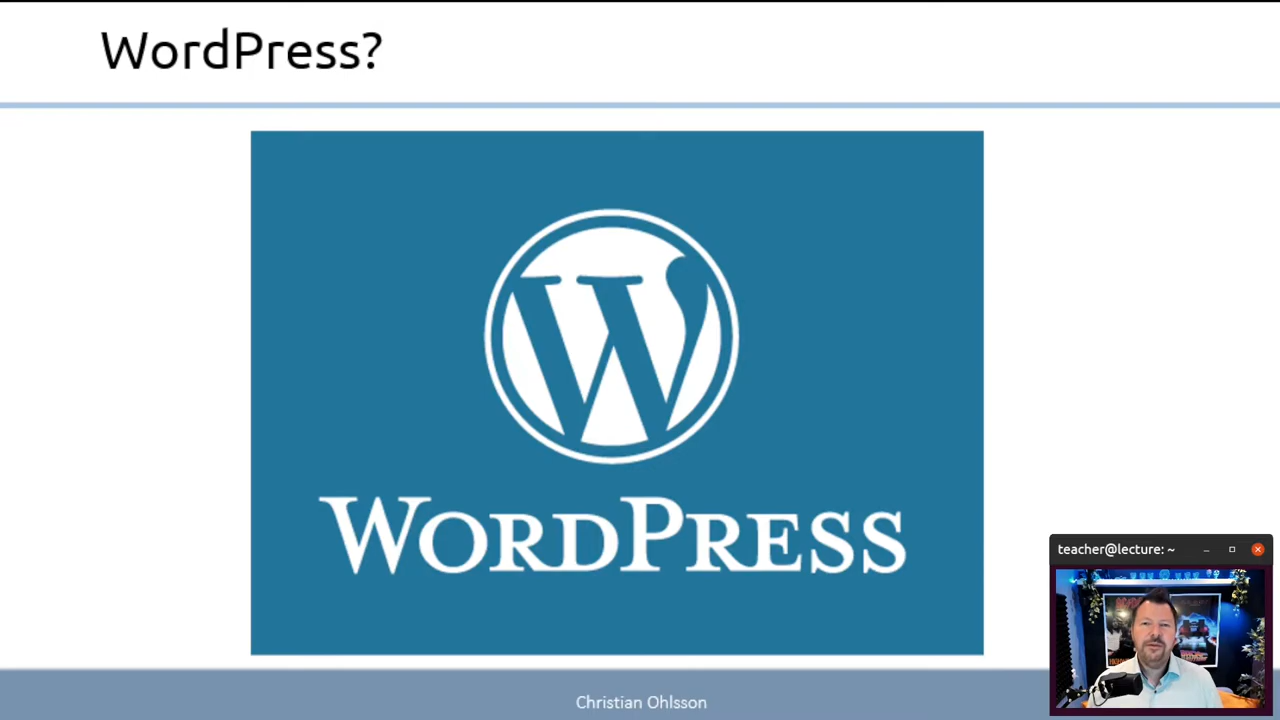 WordPress?
W
WORDPRESS
teacher@lecture: ~
Christian Ohlsson